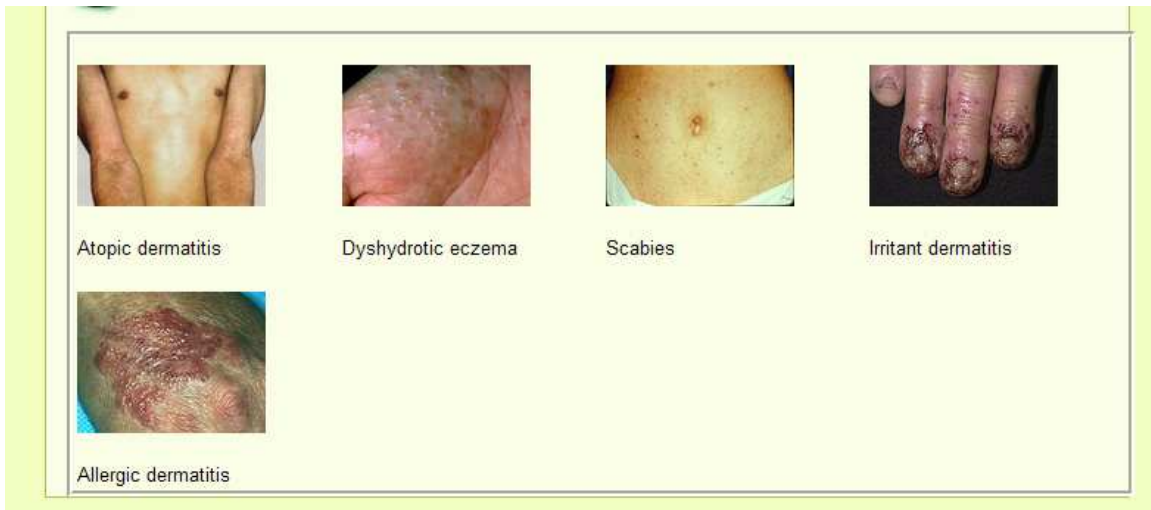 Atopic dermatitis
Dyshydrotic eczema
Scabies
Irritant dermatitis
Allergic dermatitis